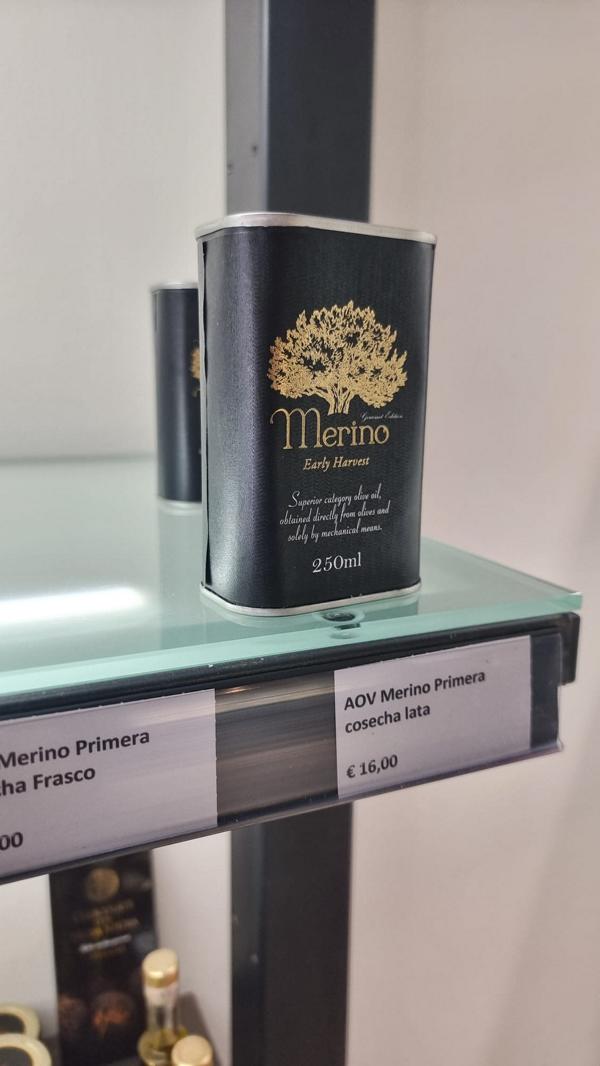 Gourmet Edition
Merino
Early Harvest
Superior category olive oil,
obtained directly from olives and
solely by mechanical means.
250ml
Merino Primera
cha Frasco
00
AOV Merino Primera
cosecha lata
€ 16,00